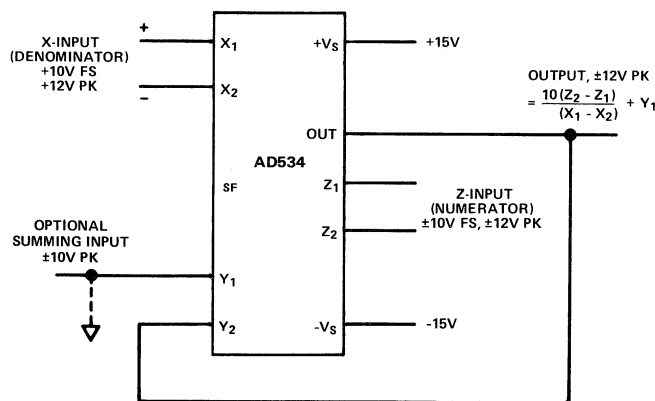 X-INPUT
(DENOMINATOR)
+10V FS
+12V PK
+
−
X1
X2
+VS
+15V
OUTPUT, ±12V PK
= 10(Z2 - Z1) / (X1 - X2) + Y1
OUT
AD534
SF
Z1
Z2
Z-INPUT
(NUMERATOR)
±10V FS, ±12V PK
OPTIONAL
SUMMING INPUT
±10V PK
Y1
Y2
-VS
-15V